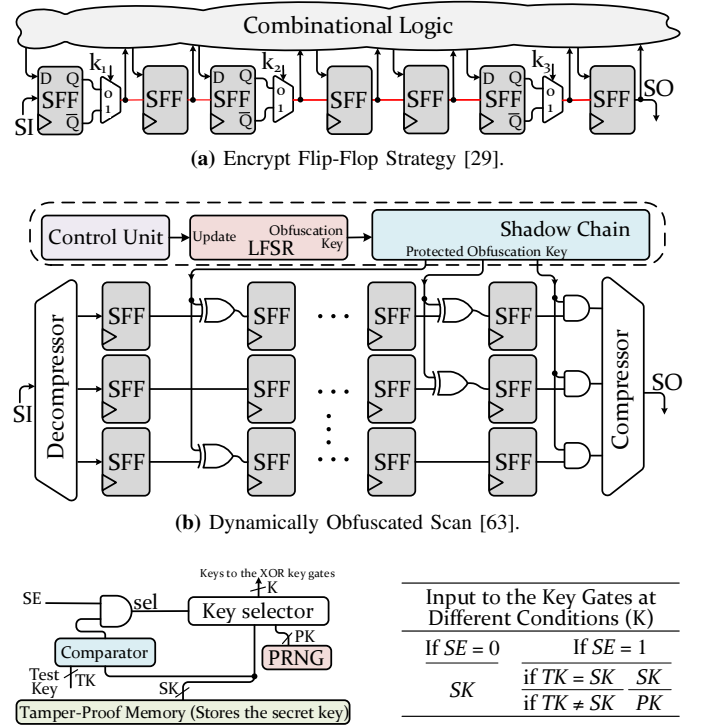 Combinational Logic
k₁ k₂ k₃
D Q SFF Q̅ 0 1 SFF D Q SFF Q̅ 0 1 SFF SFF D Q SFF Q̅ 0 1 SFF SO
SI
(a) Encrypt Flip-Flop Strategy [29].
Control Unit Update LFSR Obfuscation Key Shadow Chain
Protected Obfuscation Key
SFF SFF ... SFF SFF
SI Decompressor SFF SFF ... SFF SFF Compressor SO
SFF SFF ... SFF SFF
(b) Dynamically Obfuscated Scan [63].
Keys to the XOR key gates
K
SE sel Key selector
PK
Comparator PRNG
Test Key TK
SK
Tamper-Proof Memory (Stores the secret key)
Input to the Key Gates at
Different Conditions (K)
If SE = 0 If SE = 1
SK if TK = SK SK
if TK ≠ SK PK